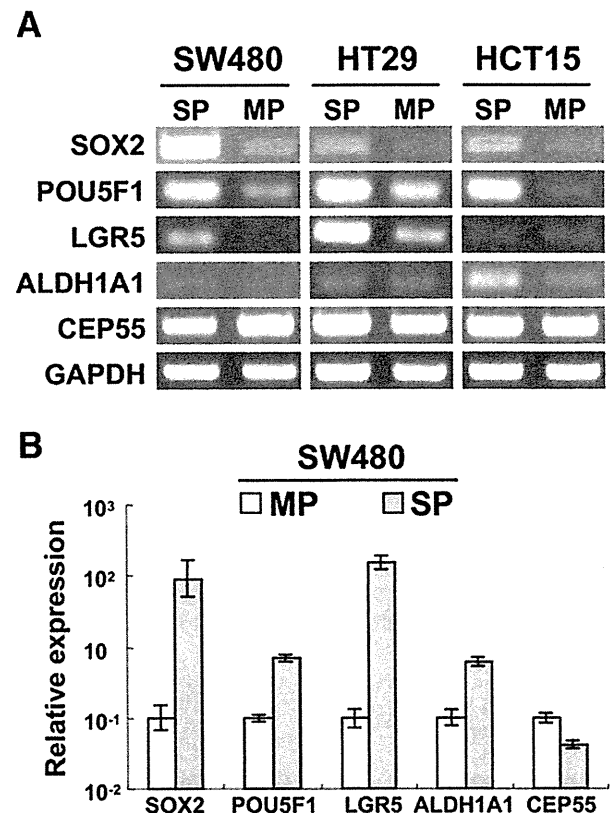 A
SW480 HT29 HCT15
SP MP SP MP SP MP
SOX2
POU5F1
LGR5
ALDH1A1
CEP55
GAPDH
B
SW480
MP SP
Relative expression
10³
10²
10
10⁻¹
10⁻²
SOX2 POU5F1 LGR5 ALDH1A1 CEP55